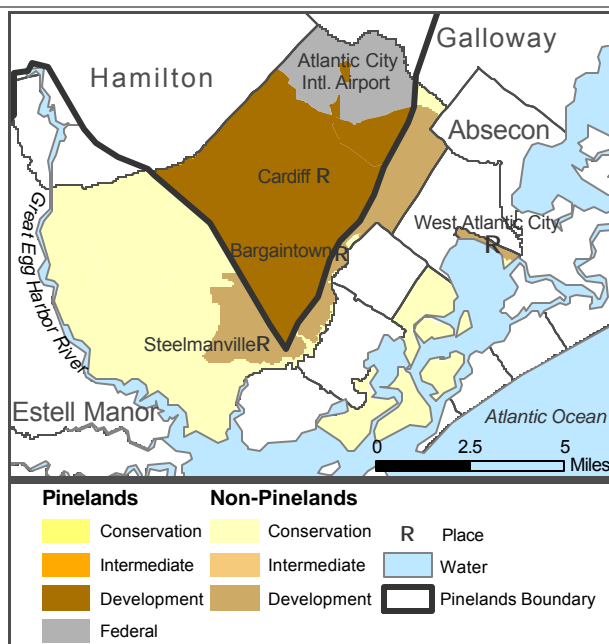 Galloway
Hamilton
Atlantic City
Intl. Airport
Absecon
Cardiff R
West Atlantic City
R
Bargaintown R
Great Egg Harbor River
Steelmanville R
Estell Manor
Atlantic Ocean
0 2.5 5
Miles
Pinelands Non-Pinelands
Conservation Conservation R Place
Intermediate Intermediate Water
Development Development Pinelands Boundary
Federal